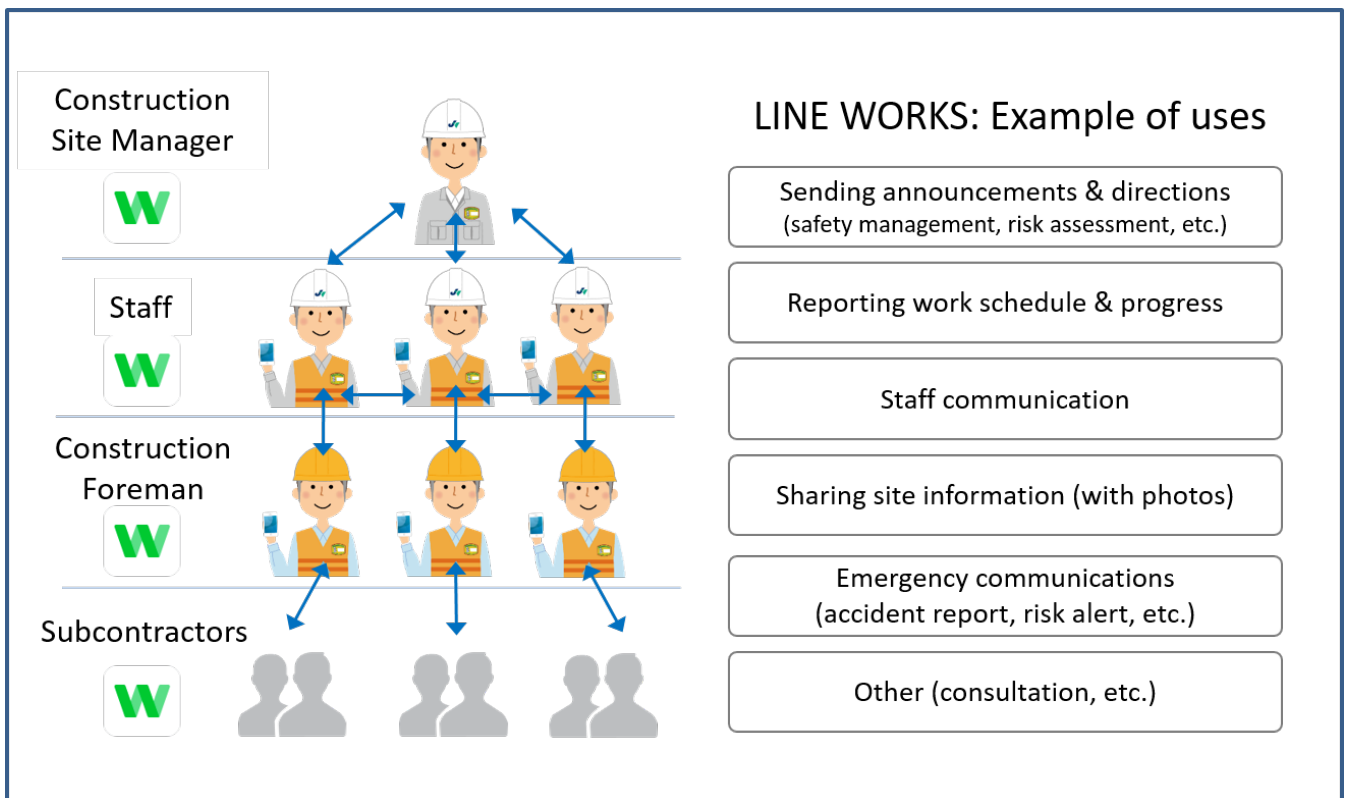 Construction
Site Manager
Staff
Construction
Foreman
Subcontractors
LINE WORKS: Example of uses
Sending announcements & directions
(safety management, risk assessment, etc.)
Reporting work schedule & progress
Staff communication
Sharing site information (with photos)
Emergency communications
(accident report, risk alert, etc.)
Other (consultation, etc.)